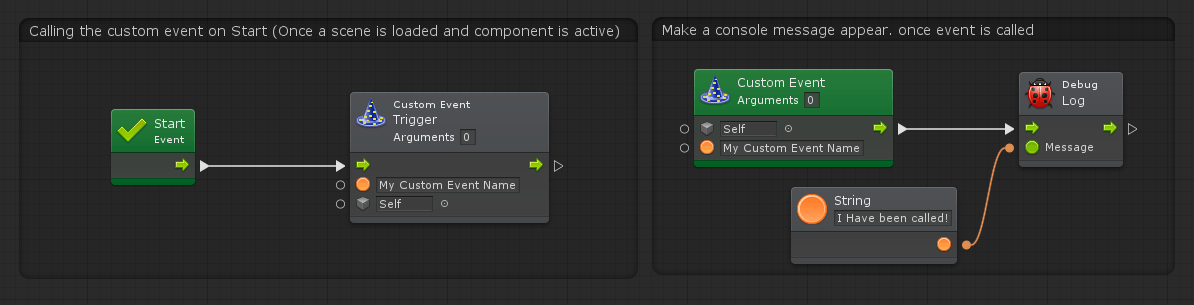 Calling the custom event on Start (Once a scene is loaded and component is active)
Start
Event
Custom Event
Trigger
Arguments 0
My Custom Event Name
Self
Make a console message appear. once event is called
Custom Event
Arguments 0
Self
My Custom Event Name
Debug
Log
Message
String
I Have been called!